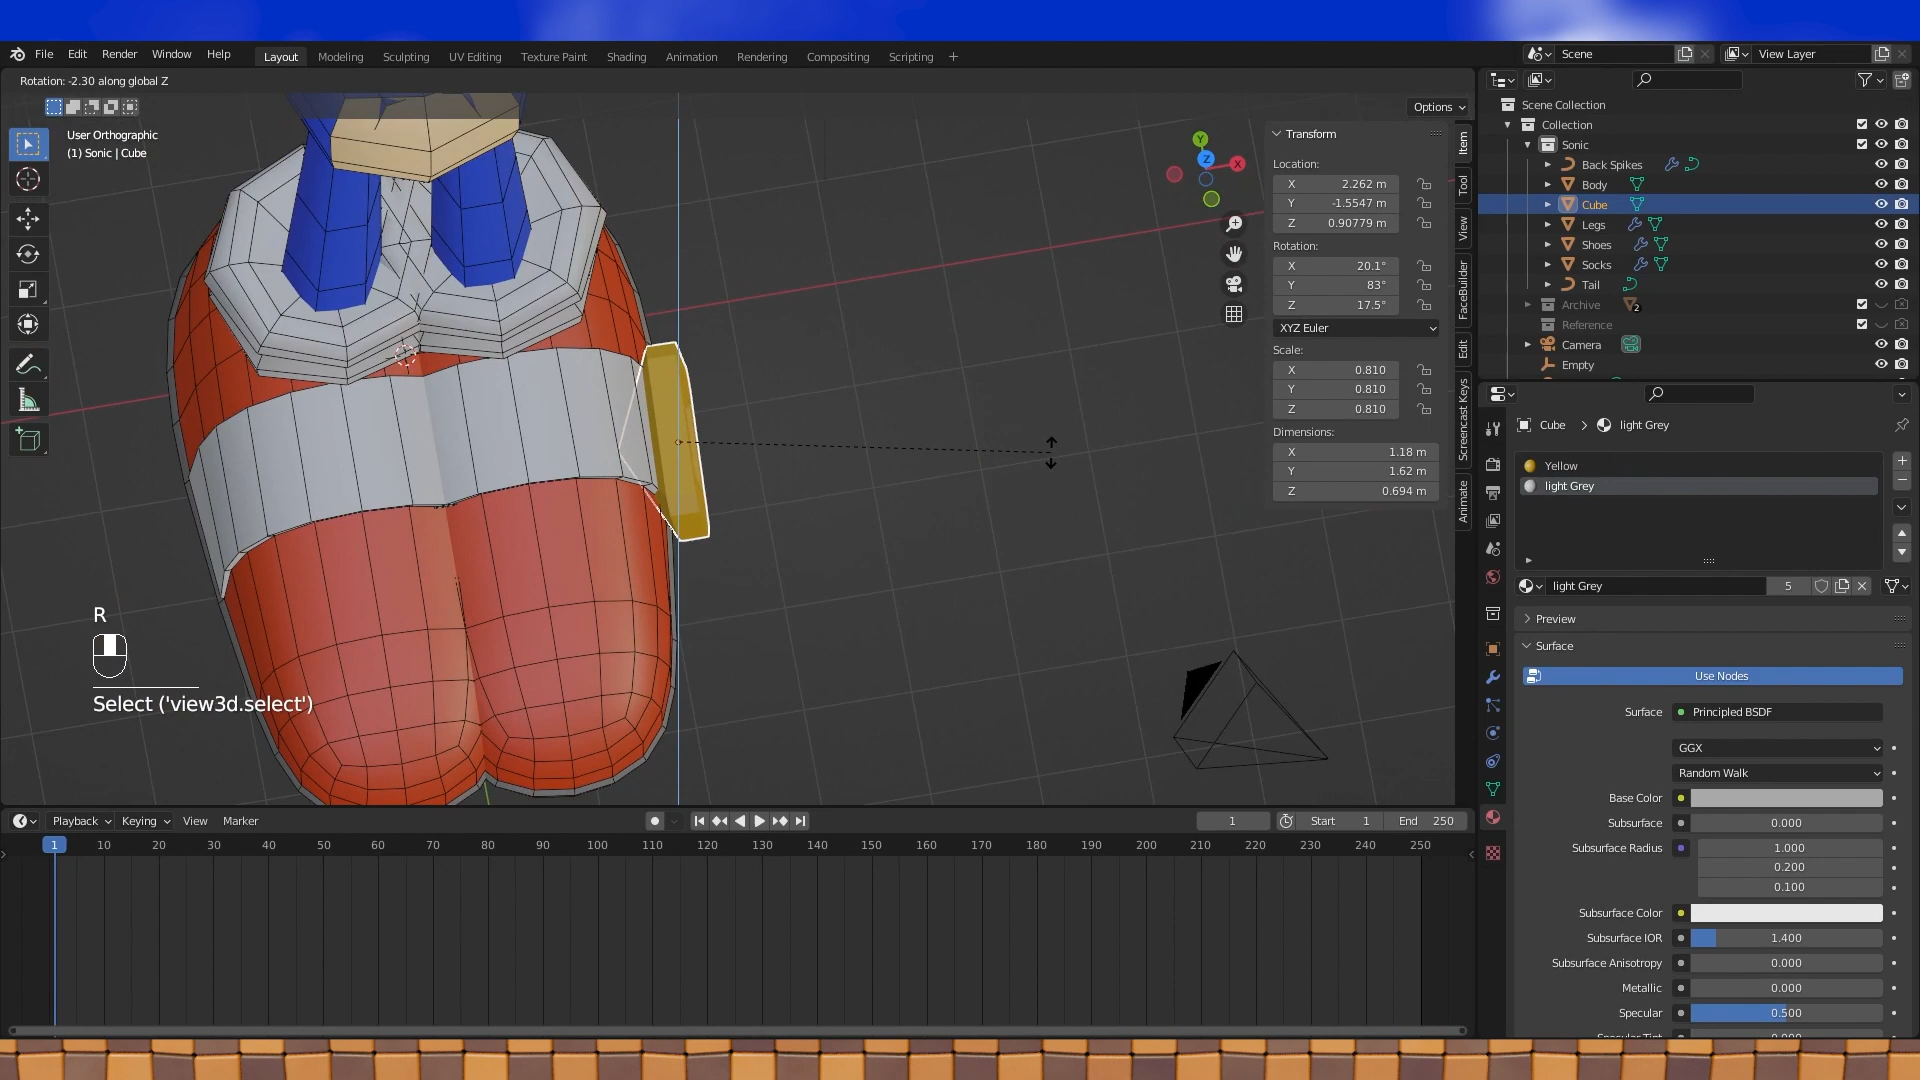 File Edit Render Window Help Layout Modeling Sculpting UV Editing Texture Paint Shading Animation Rendering Compositing Scripting + Scene View Layer
Rotation: -2.30 along global Z
Options
User Orthographic
(1) Sonic | Cube
Y
Z
X
Transform
Location:
X 2.262 m
Y -1.5547 m
Z 0.90779 m
Rotation:
X 20.1°
Y 83°
Z 17.5°
XYZ Euler
Scale:
X 0.810
Y 0.810
Z 0.810
Dimensions:
X 1.18 m
Y 1.62 m
Z 0.694 m
Item
Tool
View
FaceBuilder
Edit
Screencast Keys
Animate
R
Select ('view3d.select')
Scene Collection
Collection
Sonic
Back Spikes
Body
Cube
Legs
Shoes
Socks
Tail
Archive 2
Reference
Camera
Empty
Cube > light Grey
Yellow
light Grey
light Grey 5
Preview
Surface
Use Nodes
Surface Principled BSDF
GGX
Random Walk
Base Color
Subsurface 0.000
Subsurface Radius 1.000
0.200
0.100
Subsurface Color
Subsurface IOR 1.400
Subsurface Anisotropy 0.000
Metallic 0.000
Specular 0.500
Playback Keying View Marker 1 Start 1 End 250
1 10 20 30 40 50 60 70 80 90 100 110 120 130 140 150 160 170 180 190 200 210 220 230 240 250